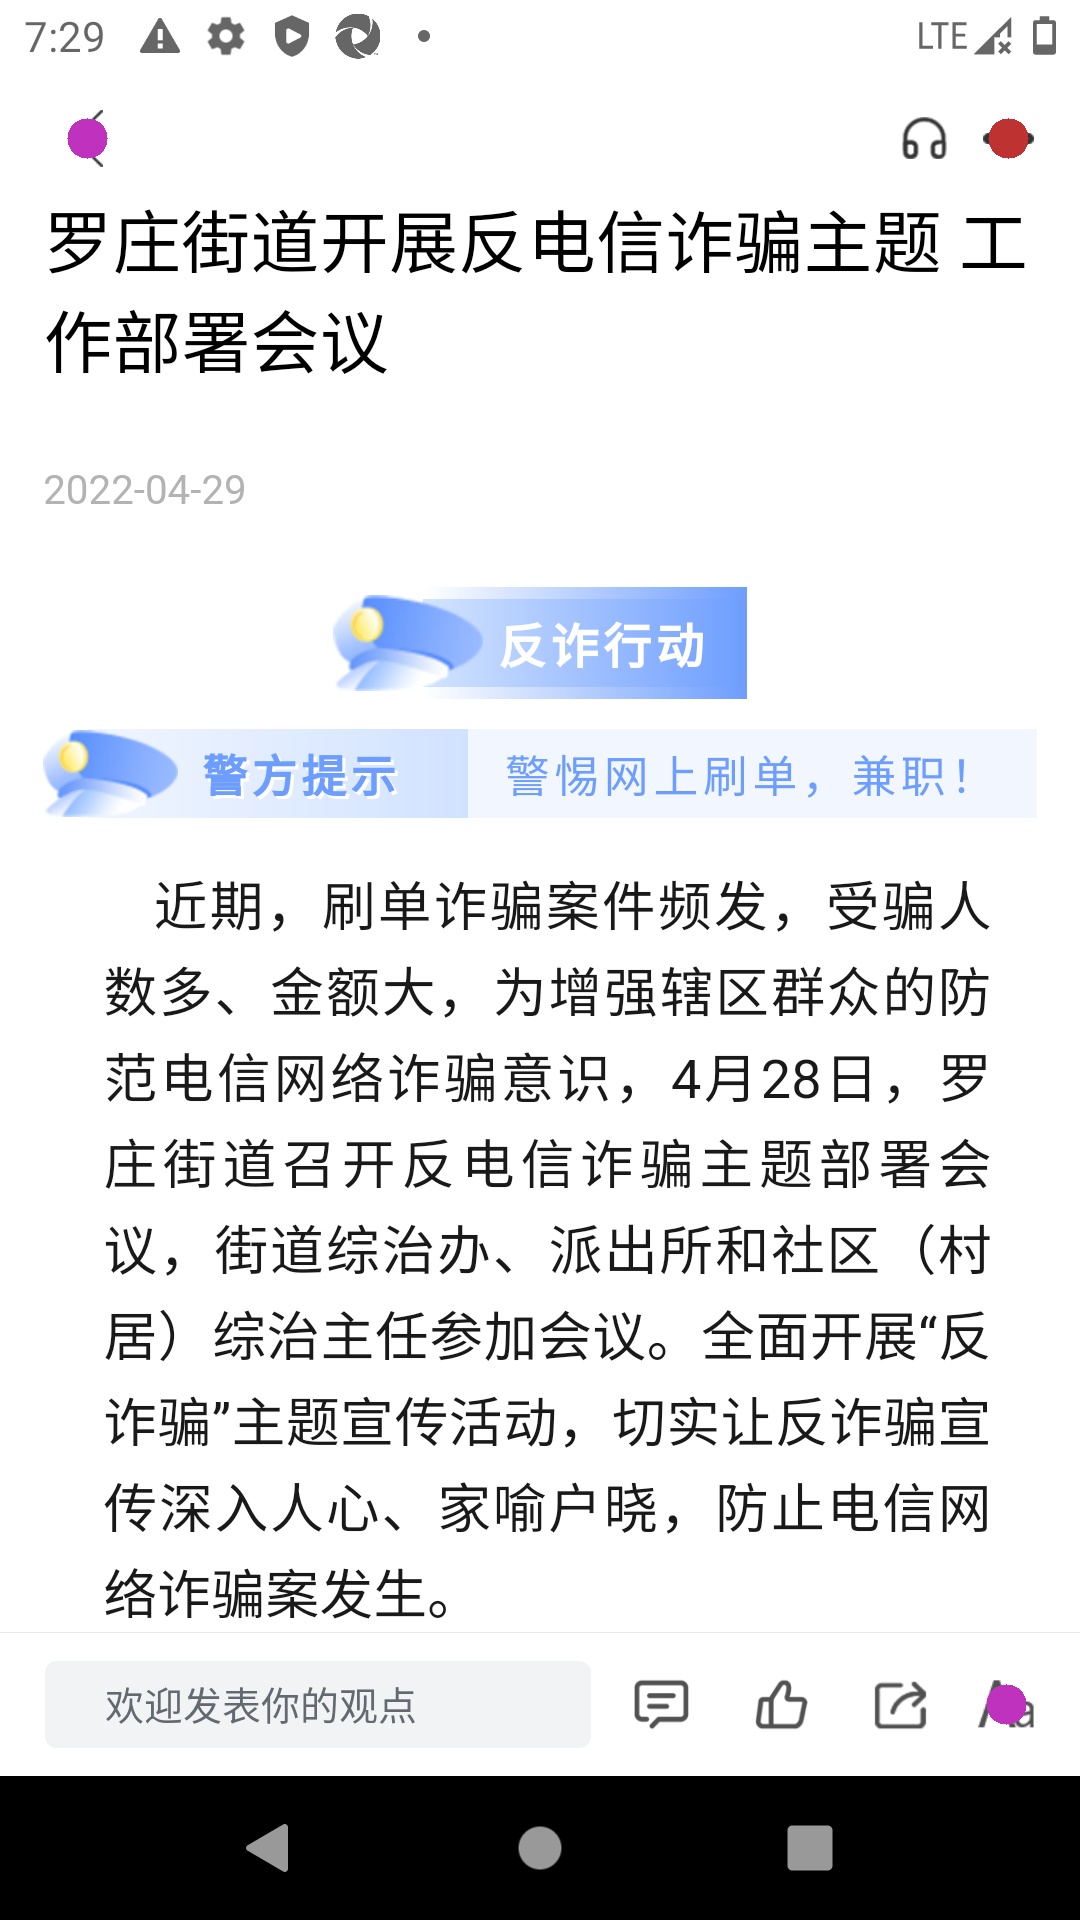 7:29
LTE
罗庄街道开展反电信诈骗主题 工
作部署会议
2022-04-29
反诈行动
警方提示
警惕网上刷单，兼职！
近期，刷单诈骗案件频发，受骗人
数多、金额大，为增强辖区群众的防
范电信网络诈骗意识，4月28日，罗
庄街道召开反电信诈骗主题部署会
议，街道综治办、派出所和社区（村
居）综治主任参加会议。全面开展“反
诈骗”主题宣传活动，切实让反诈骗宣
传深入人心、家喻户晓，防止电信网
络诈骗案发生。
欢迎发表你的观点
Aa